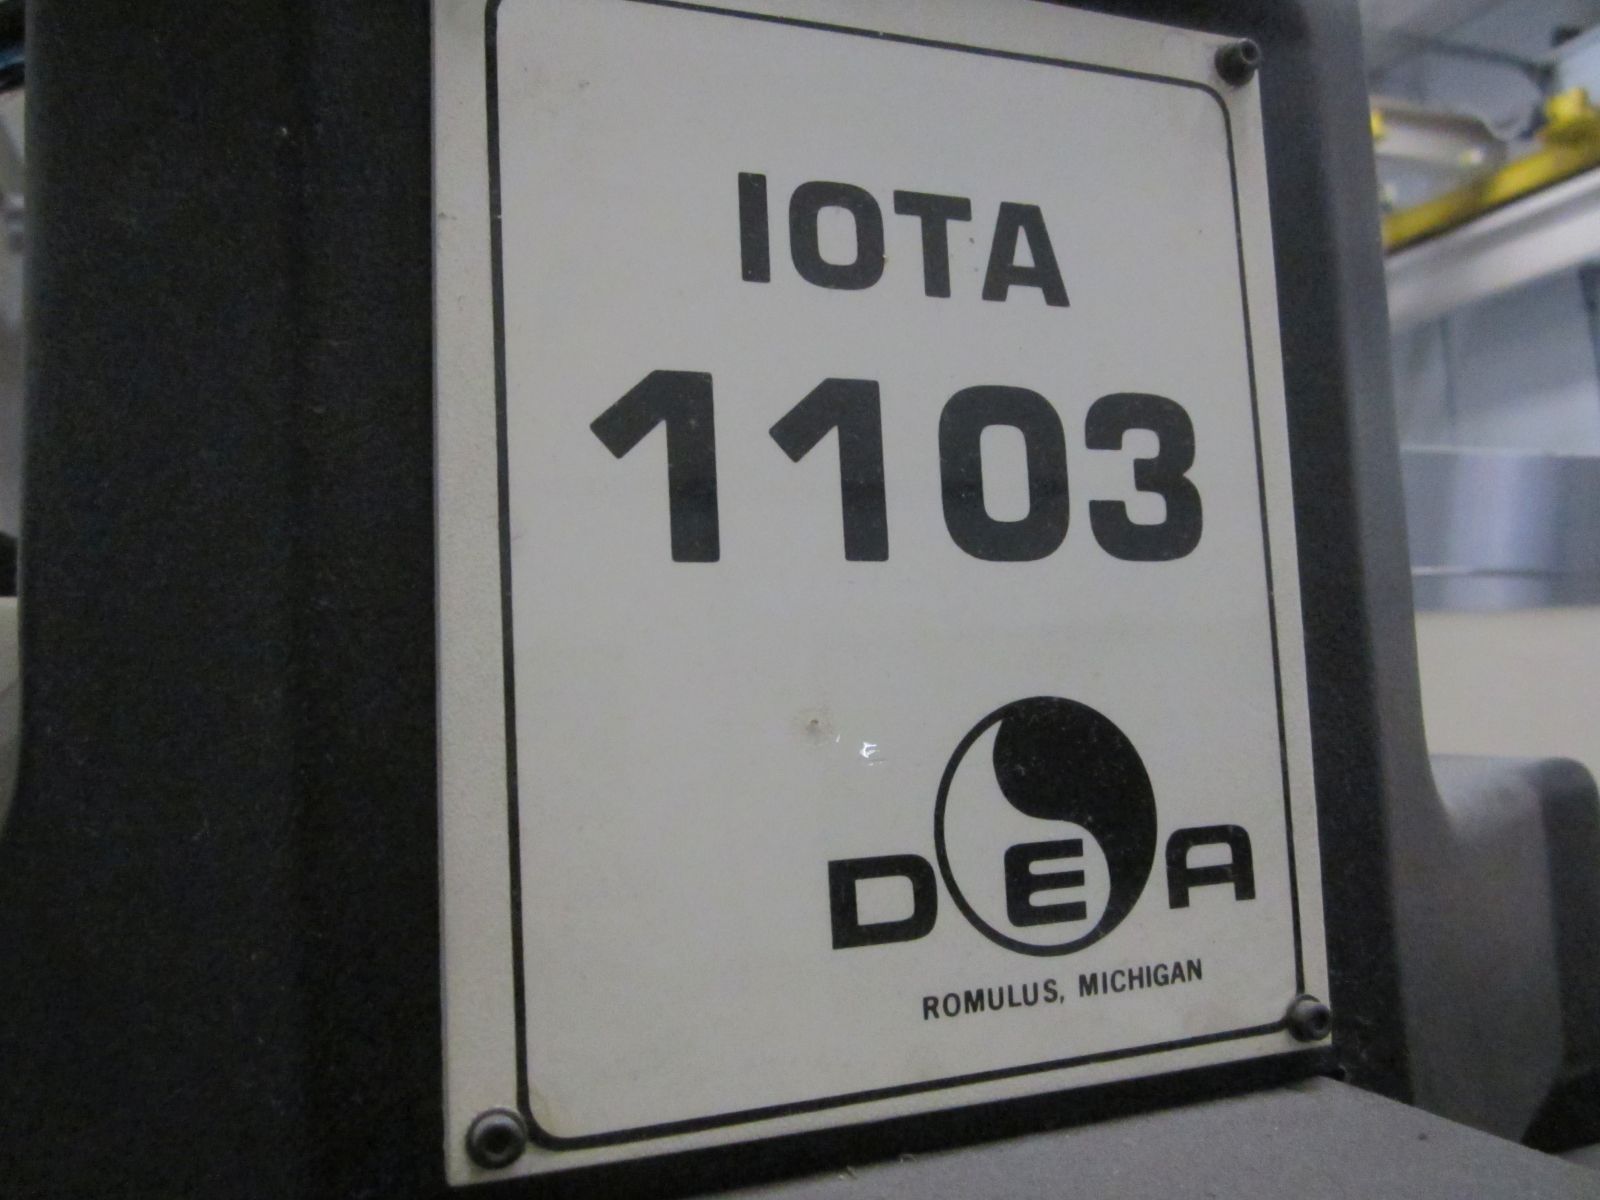 IOTA
1103
DEA
ROMULUS, MICHIGAN